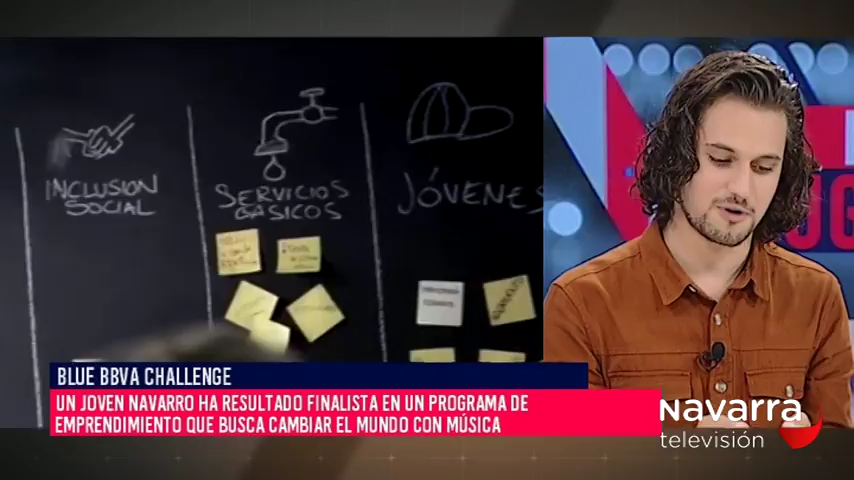 INCLUSION
SOCIAL
SERVICIOS
BÁSICOS
JÓVENES
BLUE BBVA CHALLENGE
UN JOVEN NAVARRO HA RESULTADO FINALISTA EN UN PROGRAMA DE
EMPRENDIMIENTO QUE BUSCA CAMBIAR EL MUNDO CON MÚSICA
Navarra
televisión